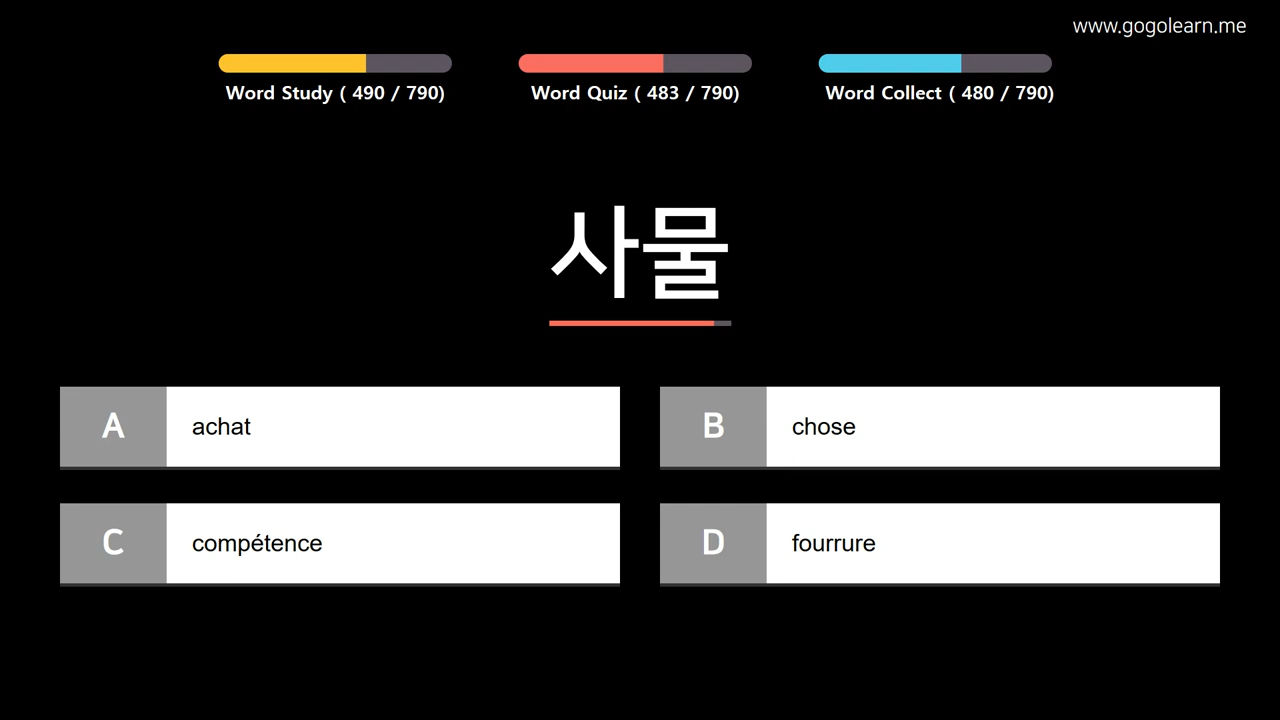 www.gogolearn.me
Word Study ( 490 / 790)
Word Quiz ( 483 / 790)
Word Collect ( 480 / 790)
사물
A achat
B chose
C compétence
D fourrure